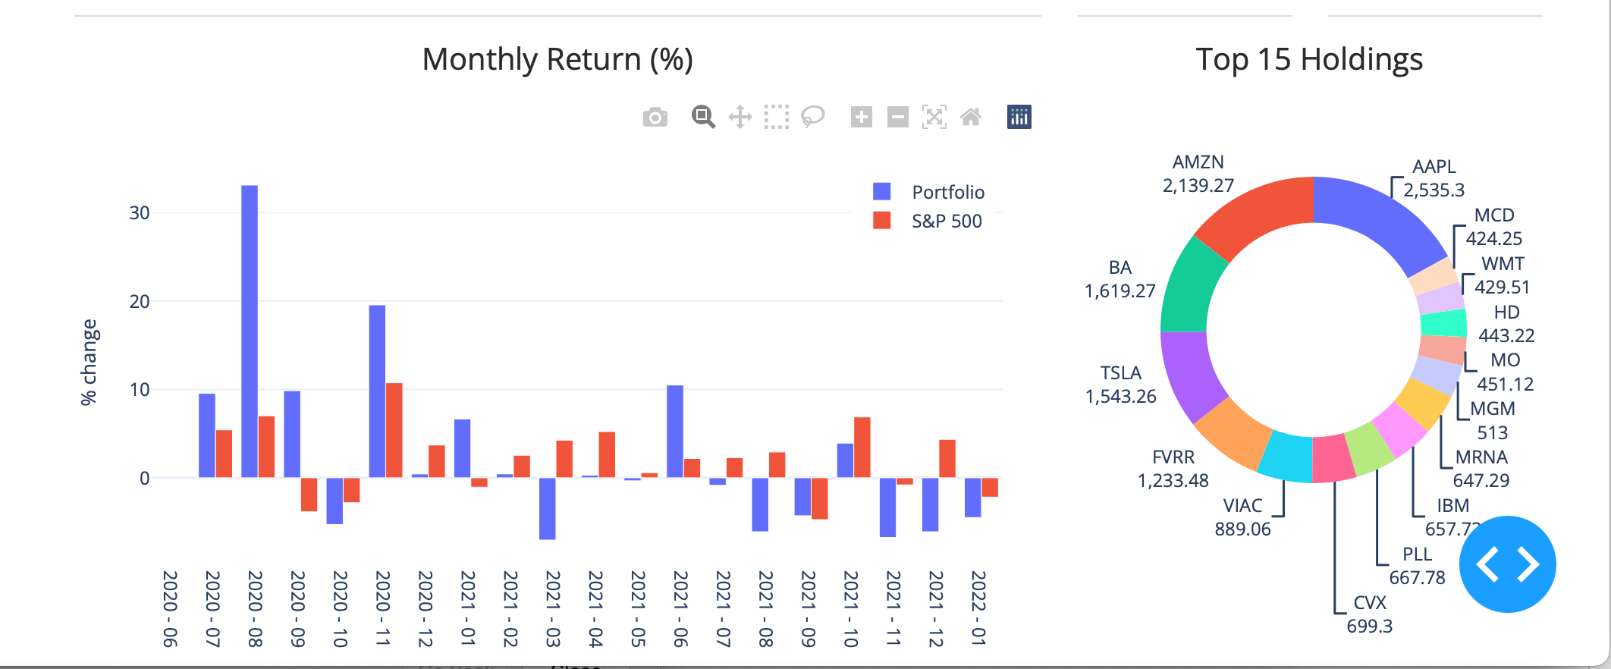 Monthly Return (%)
Portfolio
S&P 500
% change
30
20
10
0
2020 - 06
2020 - 07
2020 - 08
2020 - 09
2020 - 10
2020 - 11
2020 - 12
2021 - 01
2021 - 02
2021 - 03
2021 - 04
2021 - 05
2021 - 06
2021 - 07
2021 - 08
2021 - 09
2021 - 10
2021 - 11
2021 - 12
2022 - 01
Top 15 Holdings
AMZN
2,139.27
AAPL
2,535.3
MCD
424.25
WMT
429.51
BA
1,619.27
HD
443.22
MO
451.12
TSLA
1,543.26
MGM
513
MRNA
647.29
FVRR
1,233.48
IBM
VIAC
889.06
PLL
667.78
CVX
699.3